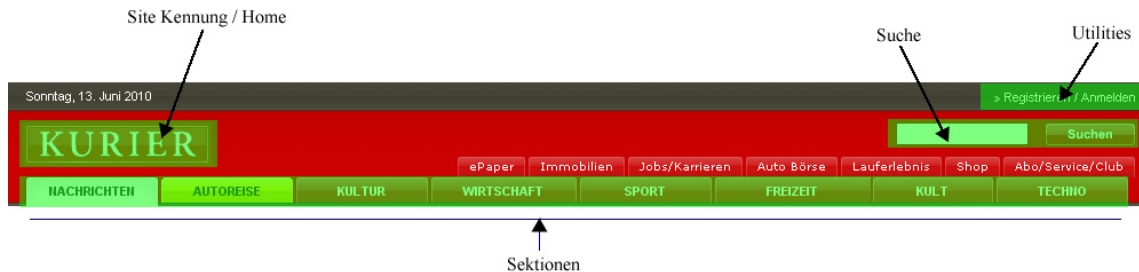 Site Kennung / Home
Suche
Utilities
Sonntag, 13. Juni 2010
» Registrieren / Anmelden
KURIER
Suchen
ePaper Immobilien Jobs/Karrieren Auto Börse Lauferlebnis Shop Abo/Service/Club
NACHRICHTEN AUTOREISE KULTUR WIRTSCHAFT SPORT FREIZEIT KULT TECHNO
Sektionen